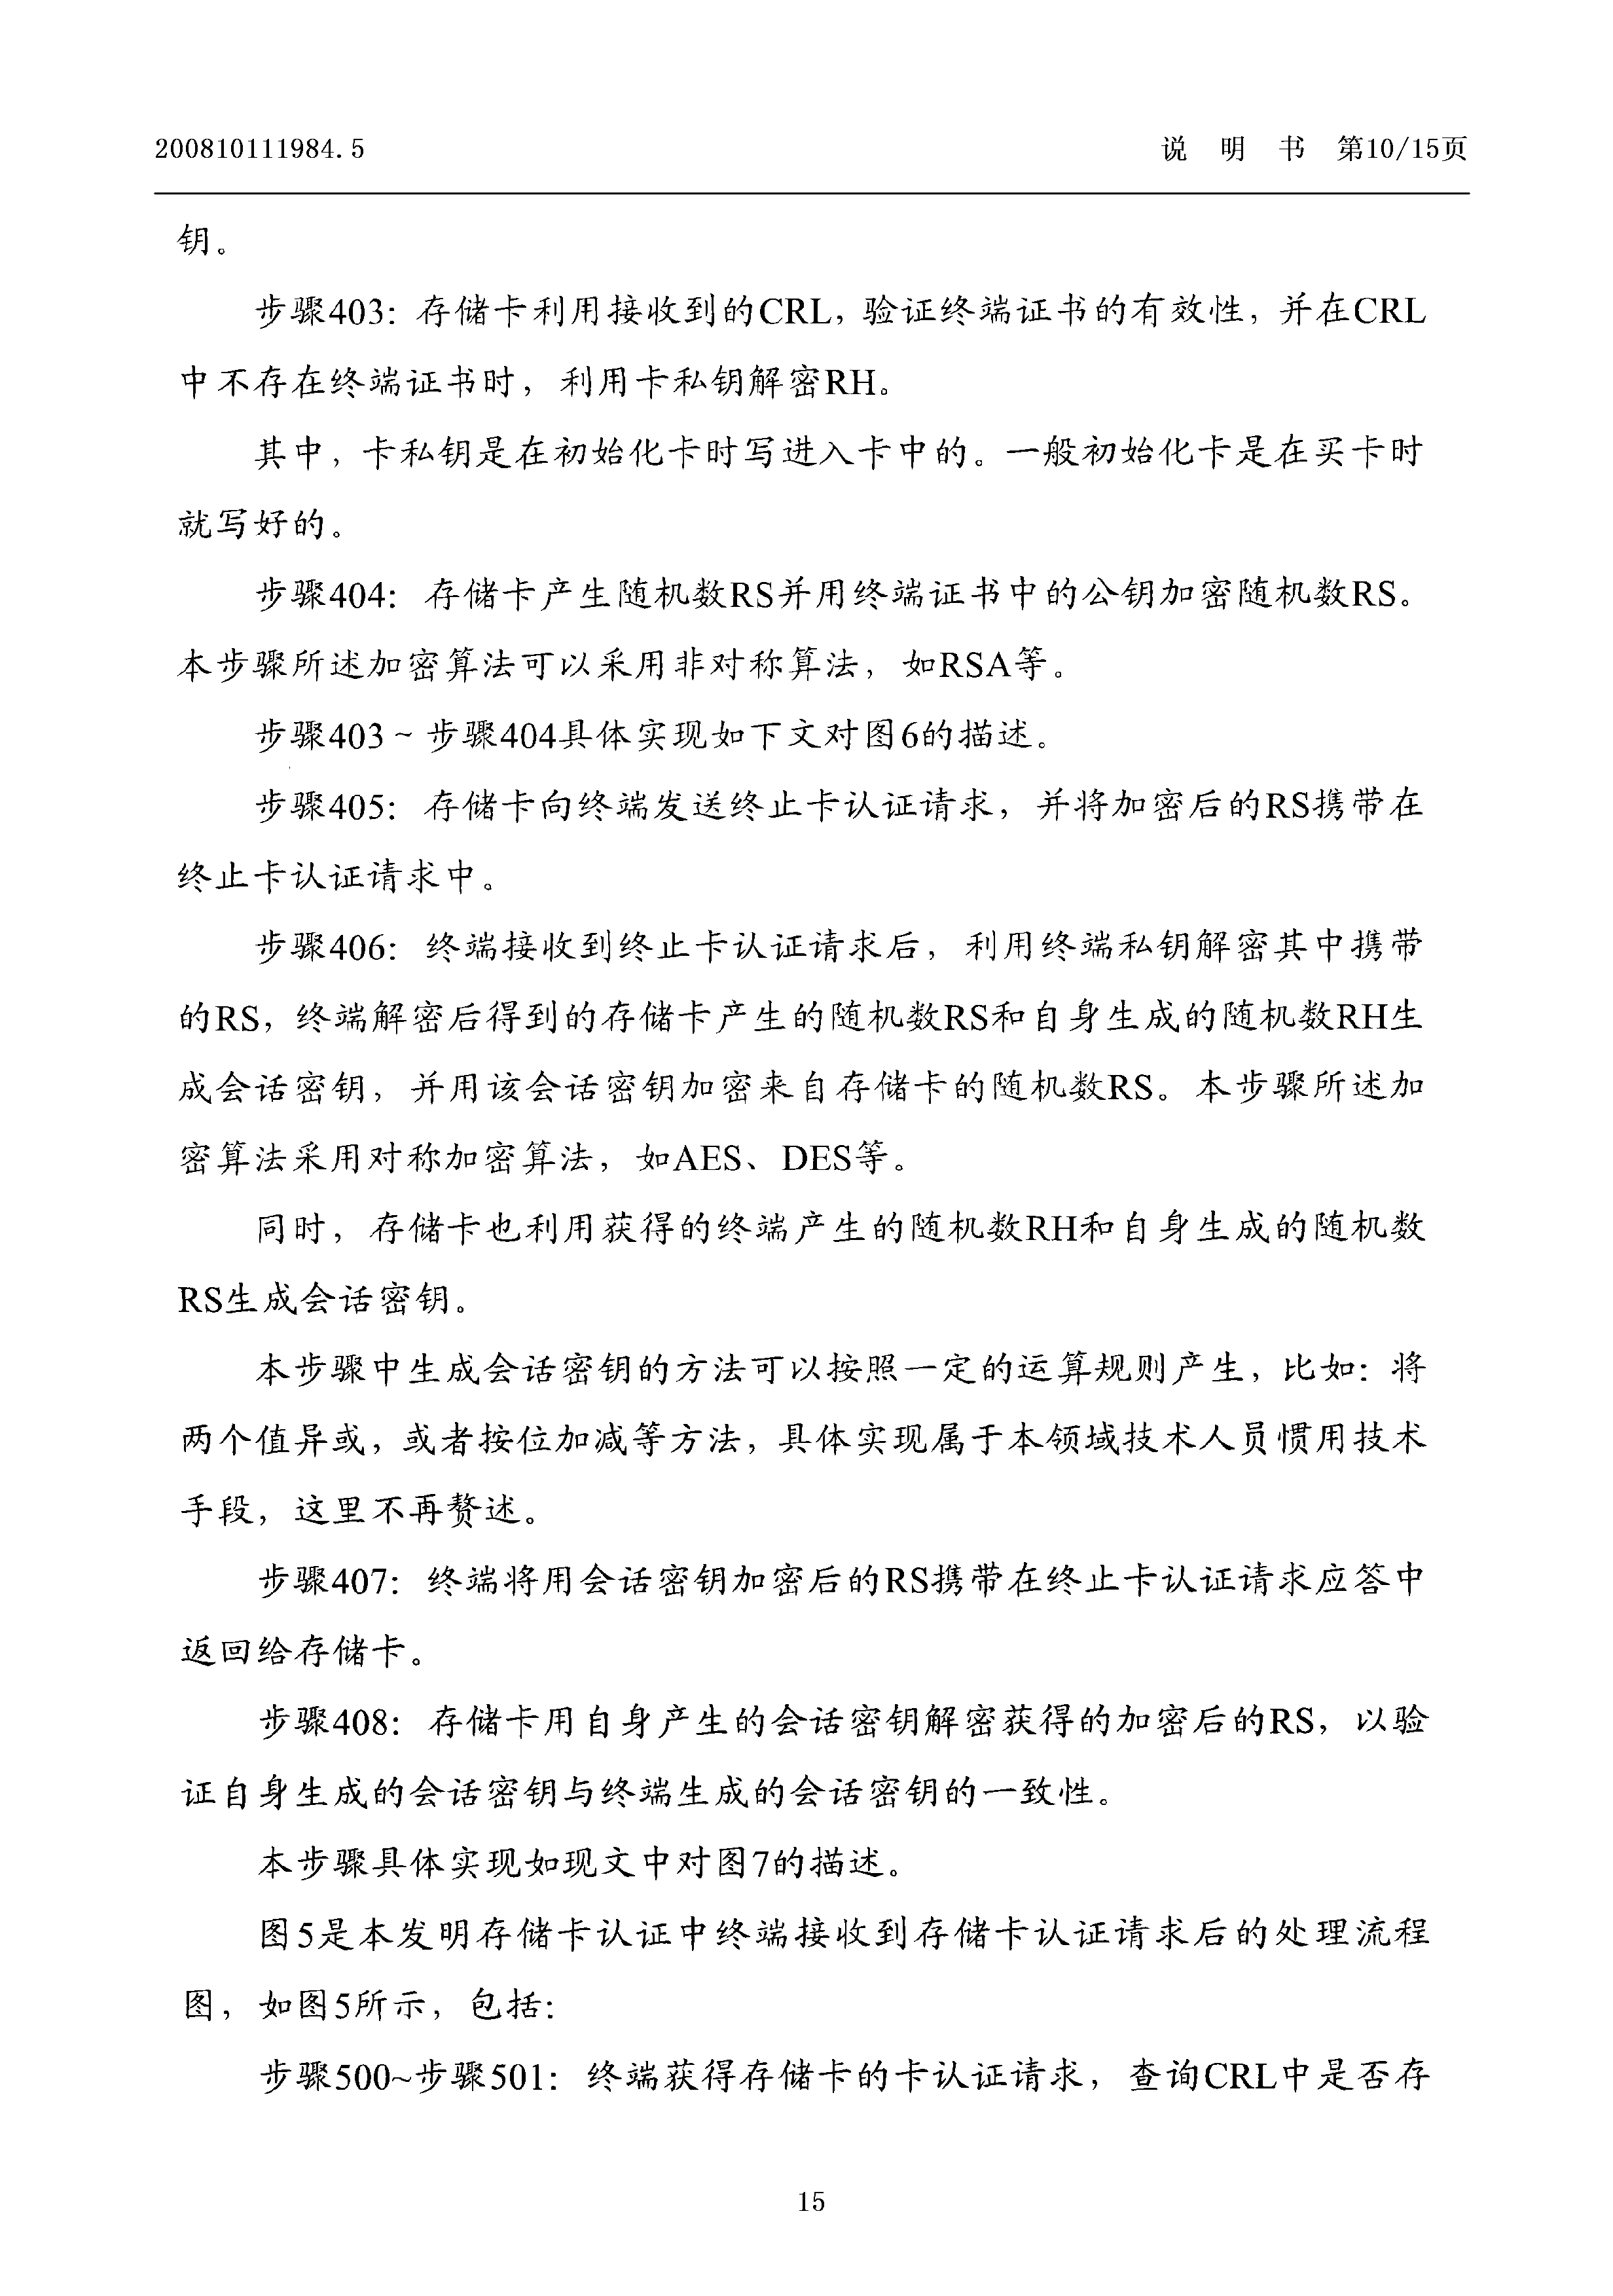 200810111984.5 说 明 书 第10/15页
钥。
步骤403：存储卡利用接收到的CRL，验证终端证书的有效性，并在CRL
中不存在终端证书时，利用卡私钥解密RH。
其中，卡私钥是在初始化卡时写进入卡中的。一般初始化卡是在买卡时
就写好的。
步骤404：存储卡产生随机数RS并用终端证书中的公钥加密随机数RS。
本步骤所述加密算法可以采用非对称算法，如RSA等。
步骤403～步骤404具体实现如下文对图6的描述。
步骤405：存储卡向终端发送终止卡认证请求，并将加密后的RS携带在
终止卡认证请求中。
步骤406：终端接收到终止卡认证请求后，利用终端私钥解密其中携带
的RS，终端解密后得到的存储卡产生的随机数RS和自身生成的随机数RH生
成会话密钥，并用该会话密钥加密来自存储卡的随机数RS。本步骤所述加
密算法采用对称加密算法，如AES、DES等。
同时，存储卡也利用获得的终端产生的随机数RH和自身生成的随机数
RS生成会话密钥。
本步骤中生成会话密钥的方法可以按照一定的运算规则产生，比如：将
两个值异或，或者按位加减等方法，具体实现属于本领域技术人员惯用技术
手段，这里不再赘述。
步骤407：终端将用会话密钥加密后的RS携带在终止卡认证请求应答中
返回给存储卡。
步骤408：存储卡用自身产生的会话密钥解密获得的加密后的RS，以验
证自身生成的会话密钥与终端生成的会话密钥的一致性。
本步骤具体实现如现文中对图7的描述。
图5是本发明存储卡认证中终端接收到存储卡认证请求后的处理流程
图，如图5所示，包括：
步骤500~步骤501：终端获得存储卡的卡认证请求，查询CRL中是否存
15